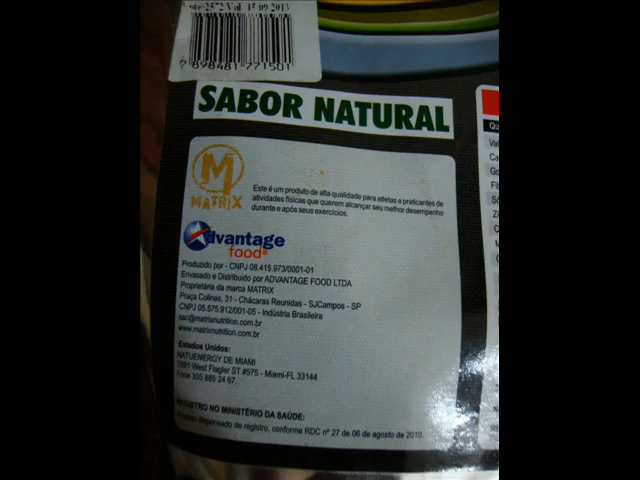 Lote:2572 Val. 15 09 2013
7 898481 771501
SABOR NATURAL
M
MATRIX
Este é um produto de alta qualidade para atletas e praticantes de
atividades físicas que querem alcançar seu melhor desempenho
durante e após seus exercícios.
Advantage
food®
Produzido por - CNPJ 08.415.973/0001-01
Envasado e Distribuído por ADVANTAGE FOOD LTDA
Proprietária da marca MATRIX
Praça Colinas, 31 - Chácaras Reunidas - SJCampos - SP
CNPJ 05.575.912/001-05 - Indústria Brasileira
sac@matrixnutrition.com.br
www.matrixnutrition.com.br
Estados Unidos:
NATUENERGY DE MIAMI
7891 West Flagler ST #575 - Miami-FL 33144
Fone 305 885 24 67
REGISTRO NO MINISTÉRIO DA SAÚDE:
Produto dispensado de registro, conforme RDC nº 27 de 06 de agosto de 2010.